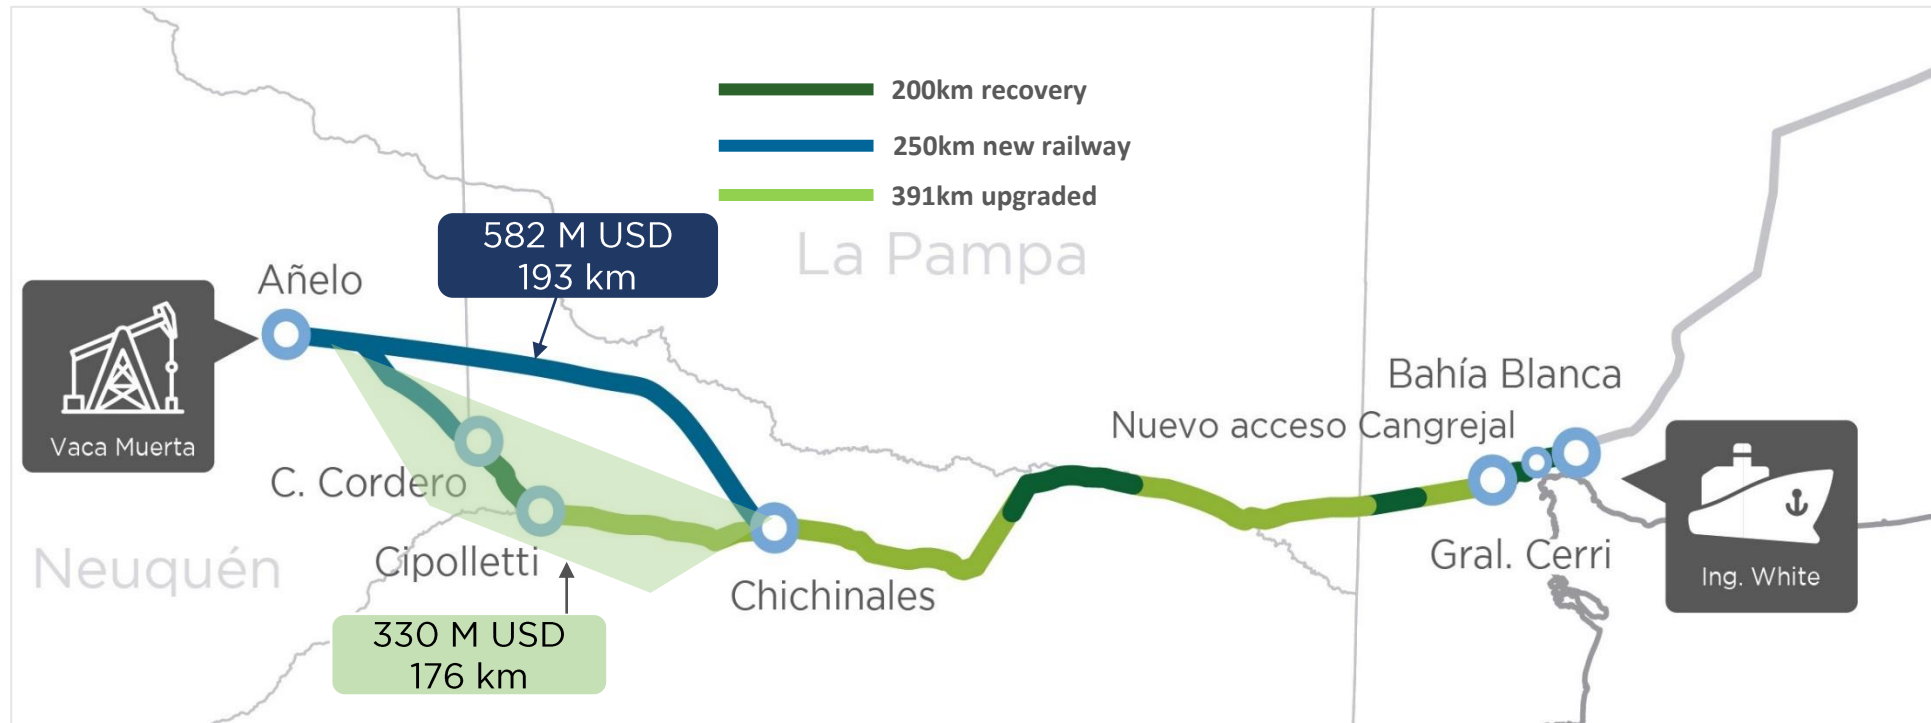 200km recovery
250km new railway
391km upgraded
La Pampa
582 M USD
193 km
Añelo
Vaca Muerta
Bahía Blanca
Nuevo acceso Cangrejal
C. Cordero
Neuquén
Cipolletti
Chichinales
Gral. Cerri
Ing. White
330 M USD
176 km